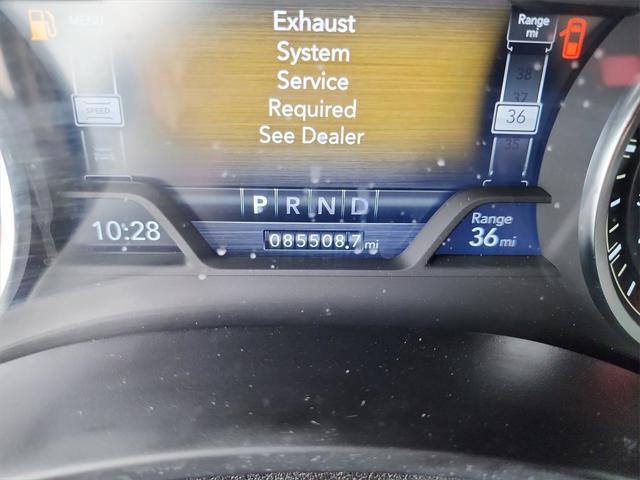 Exhaust
System
Service
Required
See Dealer
MENU
SPEED
Range
mi
38
37
36
35
P R N D
10:28
085508.7 mi
Range
36 mi